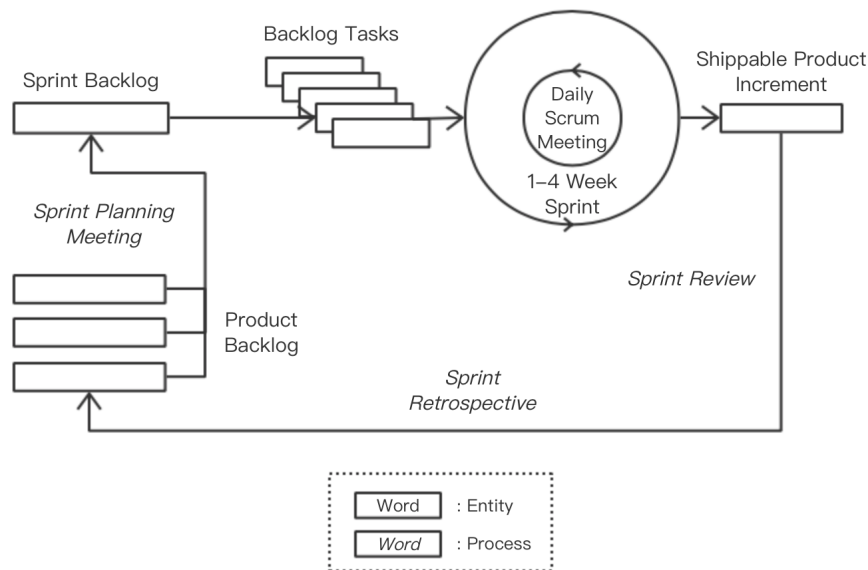 Backlog Tasks
Sprint Backlog
Shippable Product
Increment
Daily
Scrum
Meeting
1–4 Week
Sprint
Sprint Planning
Meeting
Sprint Review
Product
Backlog
Sprint
Retrospective
Word : Entity
Word : Process